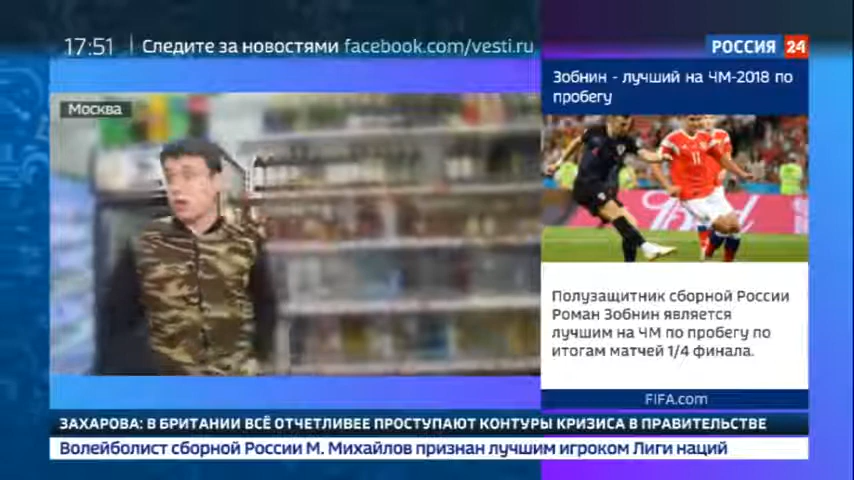 17:51 Следите за новостями facebook.com/vesti.ru
РОССИЯ 24
Москва
Зобнин - лучший на ЧМ-2018 по
пробегу
11
Полузащитник сборной России
Роман Зобнин является
лучшим на ЧМ по пробегу по
итогам матчей 1/4 финала.
FIFA.com
ЗАХАРОВА: В БРИТАНИИ ВСЁ ОТЧЕТЛИВЕЕ ПРОСТУПАЮТ КОНТУРЫ КРИЗИСА В ПРАВИТЕЛЬСТВЕ
Волейболист сборной России М. Михайлов признан лучшим игроком Лиги наций